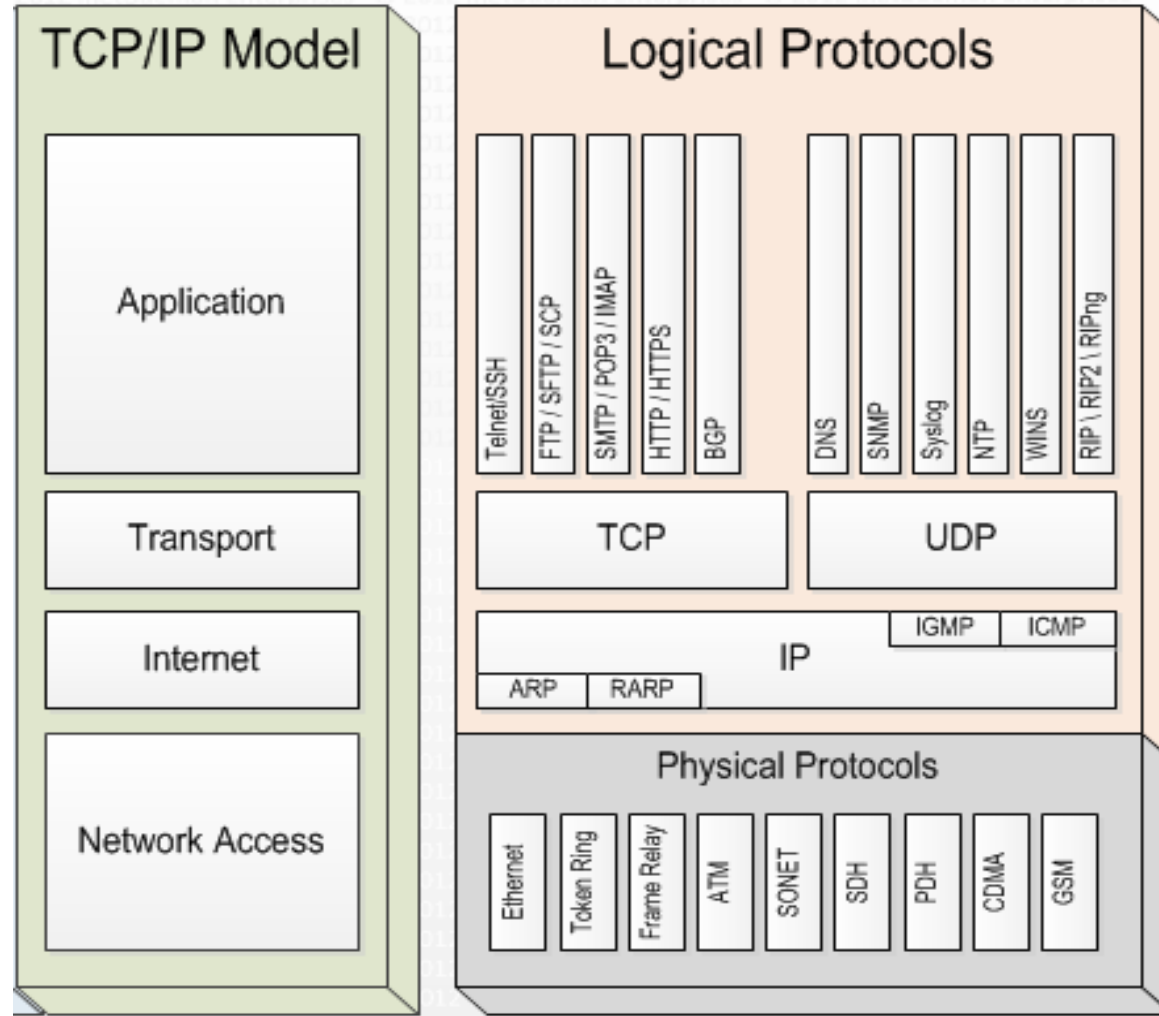 TCP/IP Model
Application
Transport
Internet
Network Access
Logical Protocols
Telnet/SSH
FTP / SFTP / SCP
SMTP / POP3 / IMAP
HTTP / HTTPS
BGP
DNS
SNMP
Syslog
NTP
WINS
RIP \ RIP2 \ RIPng
TCP
UDP
IGMP
ICMP
IP
ARP
RARP
Physical Protocols
Ethernet
Token Ring
Frame Relay
ATM
SONET
SDH
PDH
CDMA
GSM